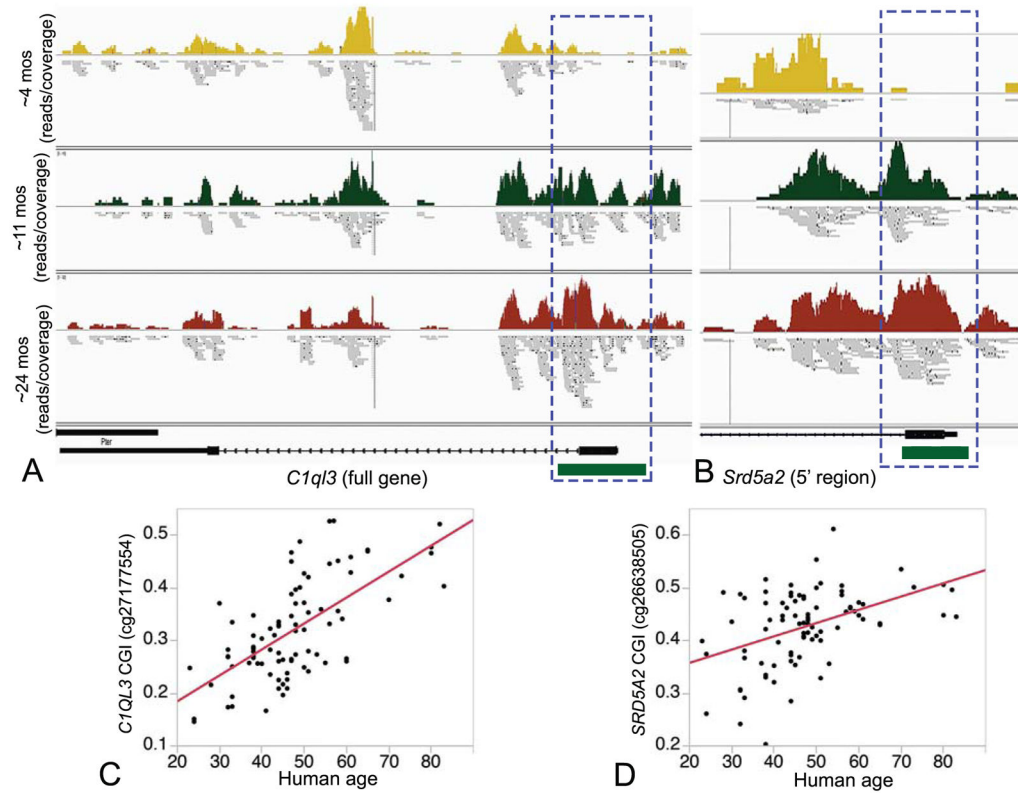 ~4 mos
(reads/coverage)
~11 mos
(reads/coverage)
~24 mos
(reads/coverage)
Pter
A
C1ql3 (full gene)
B
Srd5a2 (5' region)
C1QL3 CGI (cg27177554)
0.5
0.4
0.3
0.2
0.1
20 30 40 50 60 70 80
C
Human age
SRD5A2 CGI (cg26638505)
0.6
0.5
0.4
0.3
0.2
20 30 40 50 60 70 80
D
Human age